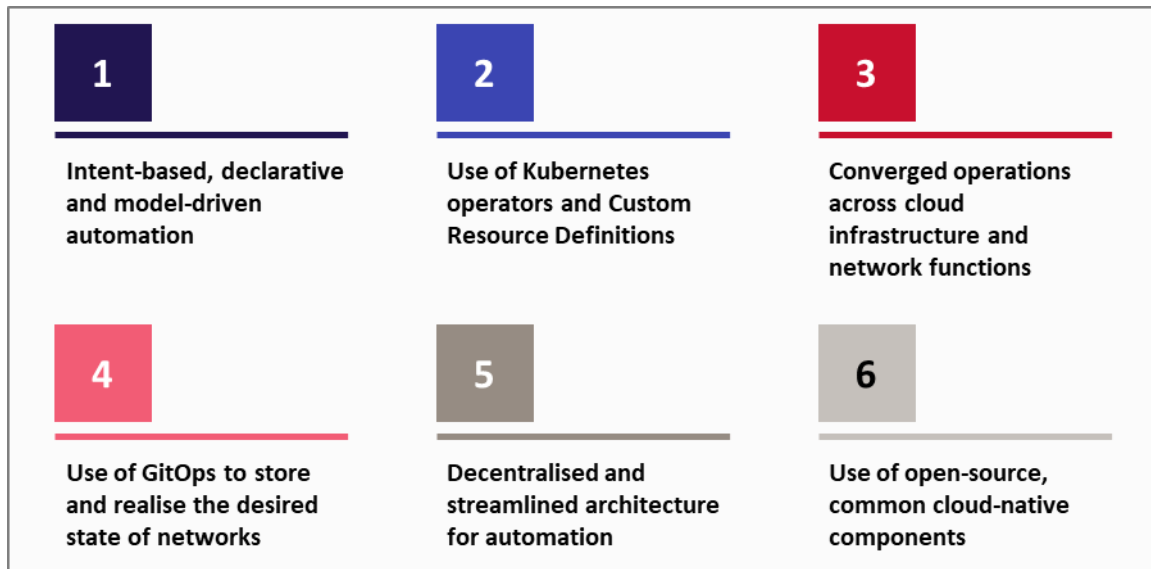 1
Intent-based, declarative
and model-driven
automation
2
Use of Kubernetes
operators and Custom
Resource Definitions
3
Converged operations
across cloud
infrastructure and
network functions
4
Use of GitOps to store
and realise the desired
state of networks
5
Decentralised and
streamlined architecture
for automation
6
Use of open-source,
common cloud-native
components